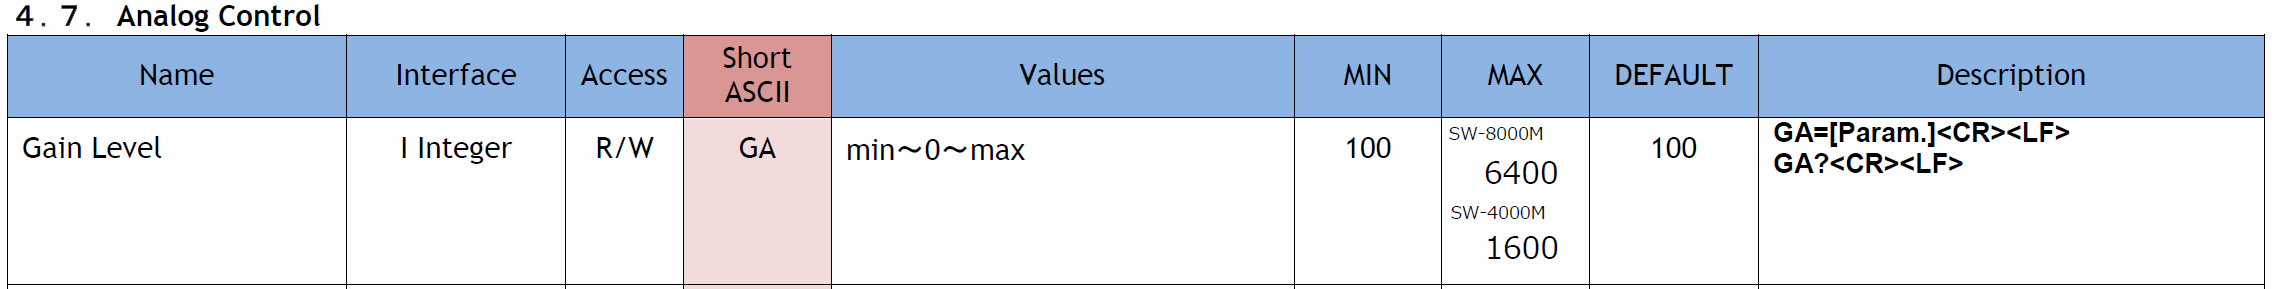 ４．７． Analog Control
Name Interface Access Short ASCII Values MIN MAX DEFAULT Description
Gain Level I Integer R/W GA min～0～max 100 SW-8000M 100 GA=[Param.]<CR><LF>
6400 GA?<CR><LF>
SW-4000M
1600